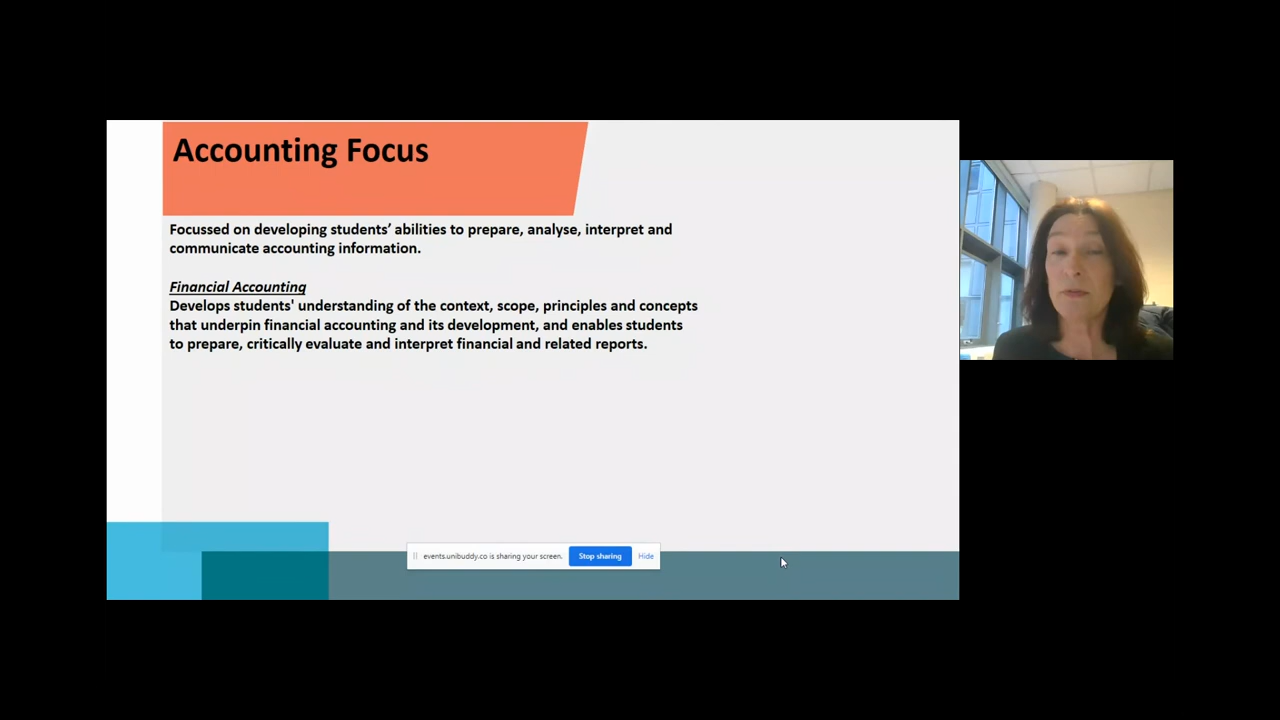 Accounting Focus
Focussed on developing students’ abilities to prepare, analyse, interpret and
communicate accounting information.
Financial Accounting
Develops students' understanding of the context, scope, principles and concepts
that underpin financial accounting and its development, and enables students
to prepare, critically evaluate and interpret financial and related reports.
events.unibuddy.co is sharing your screen.
Stop sharing
Hide